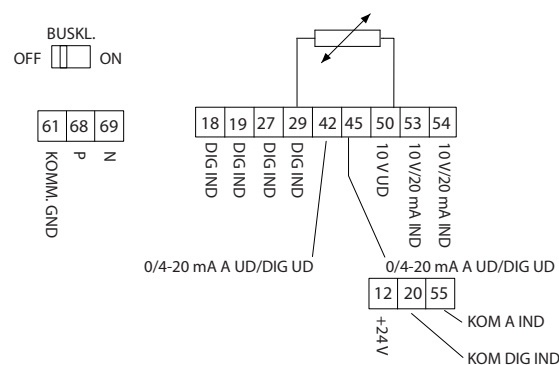 BUSKL.
OFF ON
61 68 69
KOMM. GND
P
N
18 19 27 29 42 45 50 53 54
DIG IND
DIG IND
DIG IND
DIG IND
10 V UD
10 V/20 mA IND
10 V/20 mA IND
0/4-20 mA A UD/DIG UD
0/4-20 mA A UD/DIG UD
12 20 55
+24 V
KOM A IND
KOM DIG IND